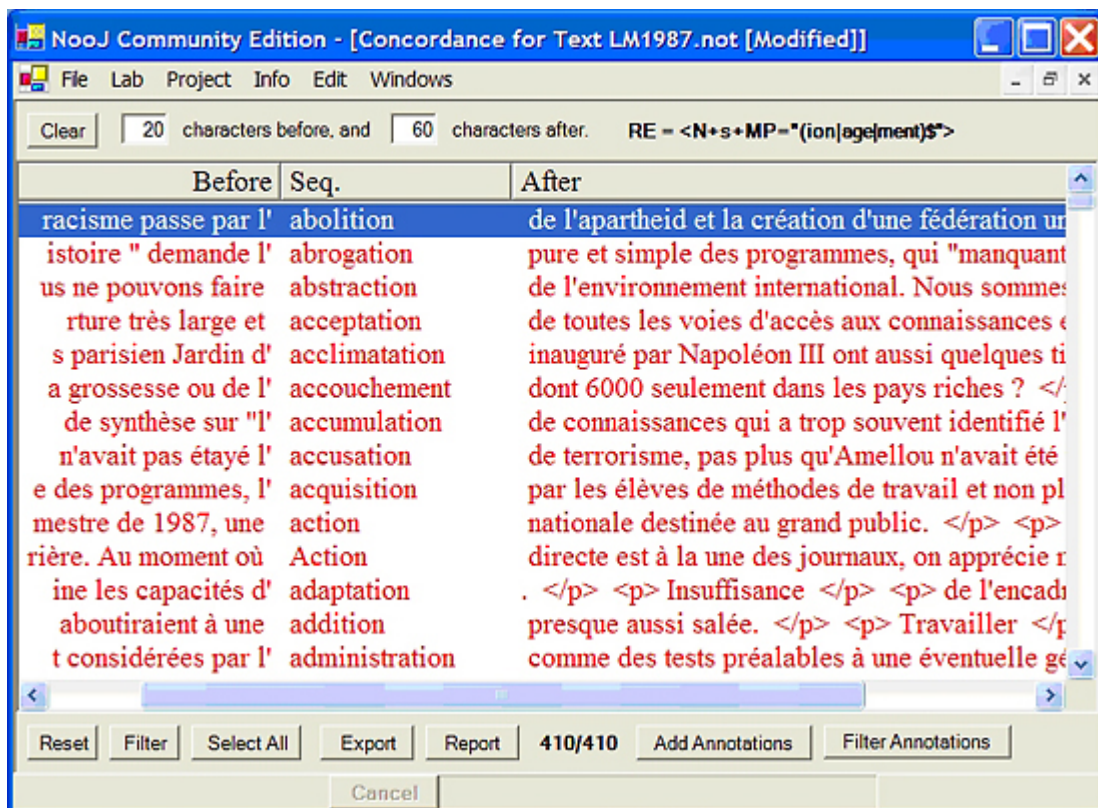 NooJ Community Edition - [Concordance for Text LM1987.not [Modified]]
File Lab Project Info Edit Windows
Clear 20 characters before, and 60 characters after. RE = <N+s+MP="(ion|age|ment)$">
Before Seq. After
racisme passe par l' abolition de l'apartheid et la création d'une fédération un
istoire " demande l' abrogation pure et simple des programmes, qui "manquant
us ne pouvons faire abstraction de l'environnement international. Nous sommes
rture très large et acceptation de toutes les voies d'accès aux connaissances e
s parisien Jardin d' acclimatation inauguré par Napoléon III ont aussi quelques ti
a grossesse ou de l' accouchement dont 6000 seulement dans les pays riches ? </
de synthèse sur "l' accumulation de connaissances qui a trop souvent identifié l'
n'avait pas étayé l' accusation de terrorisme, pas plus qu'Amellou n'avait été
e des programmes, l' acquisition par les élèves de méthodes de travail et non pl
mestre de 1987, une action nationale destinée au grand public. </p> <p>
rière. Au moment où Action directe est à la une des journaux, on apprécie
ine les capacités d' adaptation . </p> <p> Insuffisance </p> <p> de l'encad
aboutiraient à une addition presque aussi salée. </p> <p> Travailler </p
t considérées par l' administration comme des tests préalables à une éventuelle gé
Reset Filter Select All Export Report 410/410 Add Annotations Filter Annotations
Cancel